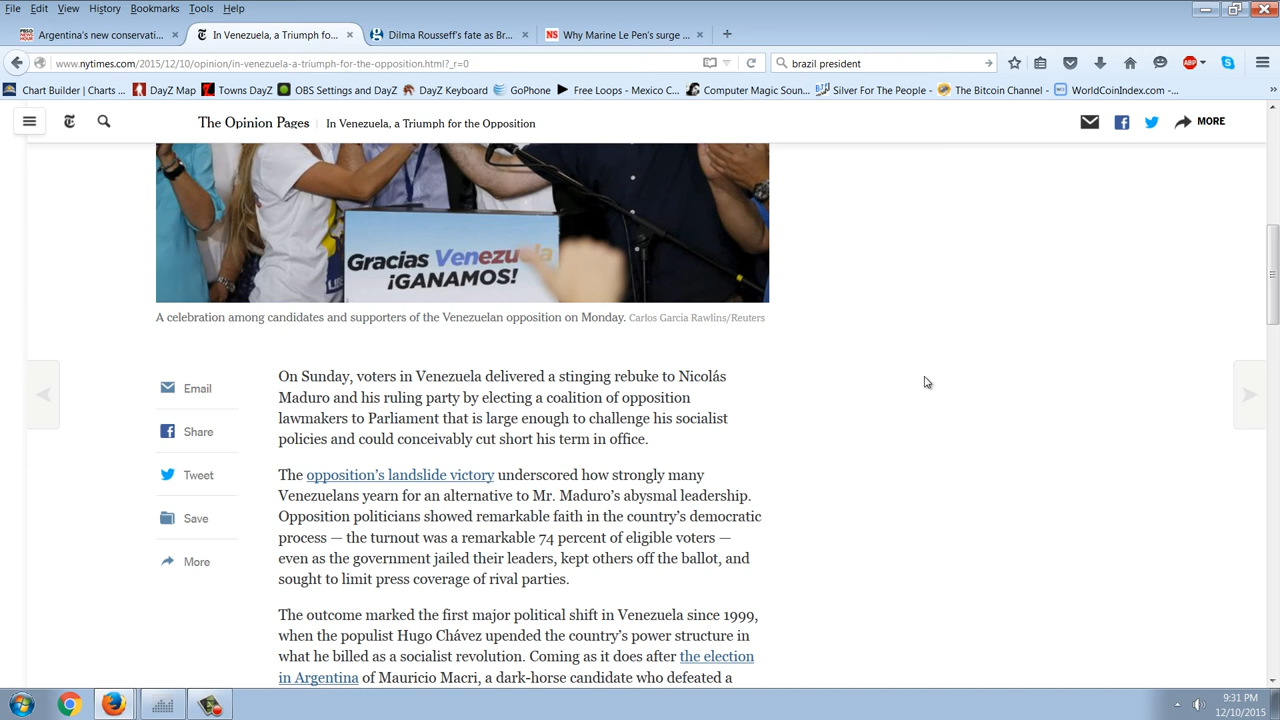 File Edit View History Bookmarks Tools Help
Argentina's new conservati... × In Venezuela, a Triumph fo... × Dilma Rousseff's fate as Br... × NS Why Marine Le Pen's surge ... × +
www.nytimes.com/2015/12/10/opinion/in-venezuela-a-triumph-for-the-opposition.html?_r=0 brazil president ABP
Chart Builder | Charts ... DayZ Map Towns DayZ OBS Settings and DayZ DayZ Keyboard GoPhone Free Loops - Mexico C... Computer Magic Soun... Silver For The People - The Bitcoin Channel - WorldCoinIndex.com -...
The Opinion Pages | In Venezuela, a Triumph for the Opposition MORE
Gracias Venezuela
¡GANAMOS!
A celebration among candidates and supporters of the Venezuelan opposition on Monday. Carlos Garcia Rawlins/Reuters
Email
Share
Tweet
Save
More
On Sunday, voters in Venezuela delivered a stinging rebuke to Nicolás
Maduro and his ruling party by electing a coalition of opposition
lawmakers to Parliament that is large enough to challenge his socialist
policies and could conceivably cut short his term in office.
The opposition's landslide victory underscored how strongly many
Venezuelans yearn for an alternative to Mr. Maduro's abysmal leadership.
Opposition politicians showed remarkable faith in the country's democratic
process — the turnout was a remarkable 74 percent of eligible voters —
even as the government jailed their leaders, kept others off the ballot, and
sought to limit press coverage of rival parties.
The outcome marked the first major political shift in Venezuela since 1999,
when the populist Hugo Chávez upended the country's power structure in
what he billed as a socialist revolution. Coming as it does after the election
in Argentina of Mauricio Macri, a dark-horse candidate who defeated a
9:31 PM
12/10/2015